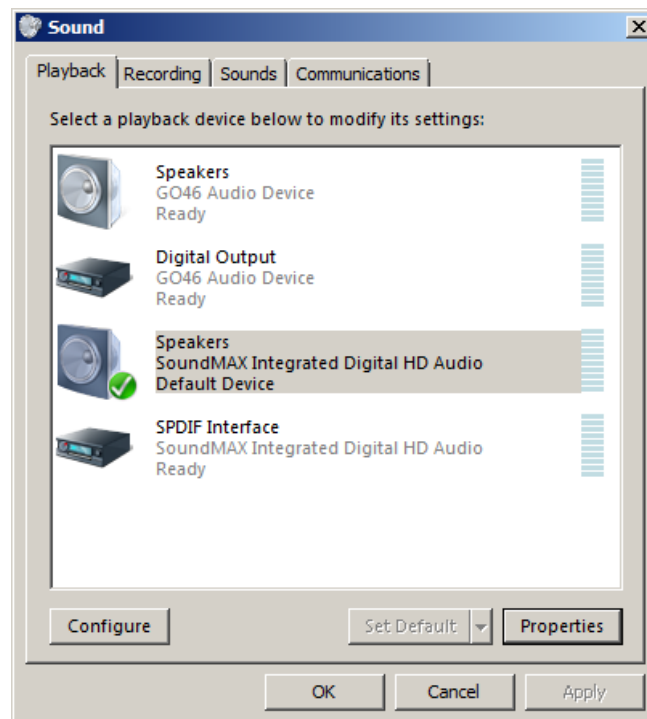 Sound
Playback Recording Sounds Communications
Select a playback device below to modify its settings:
Speakers
GO46 Audio Device
Ready
Digital Output
GO46 Audio Device
Ready
Speakers
SoundMAX Integrated Digital HD Audio
Default Device
SPDIF Interface
SoundMAX Integrated Digital HD Audio
Ready
Configure Set Default Properties
OK Cancel Apply